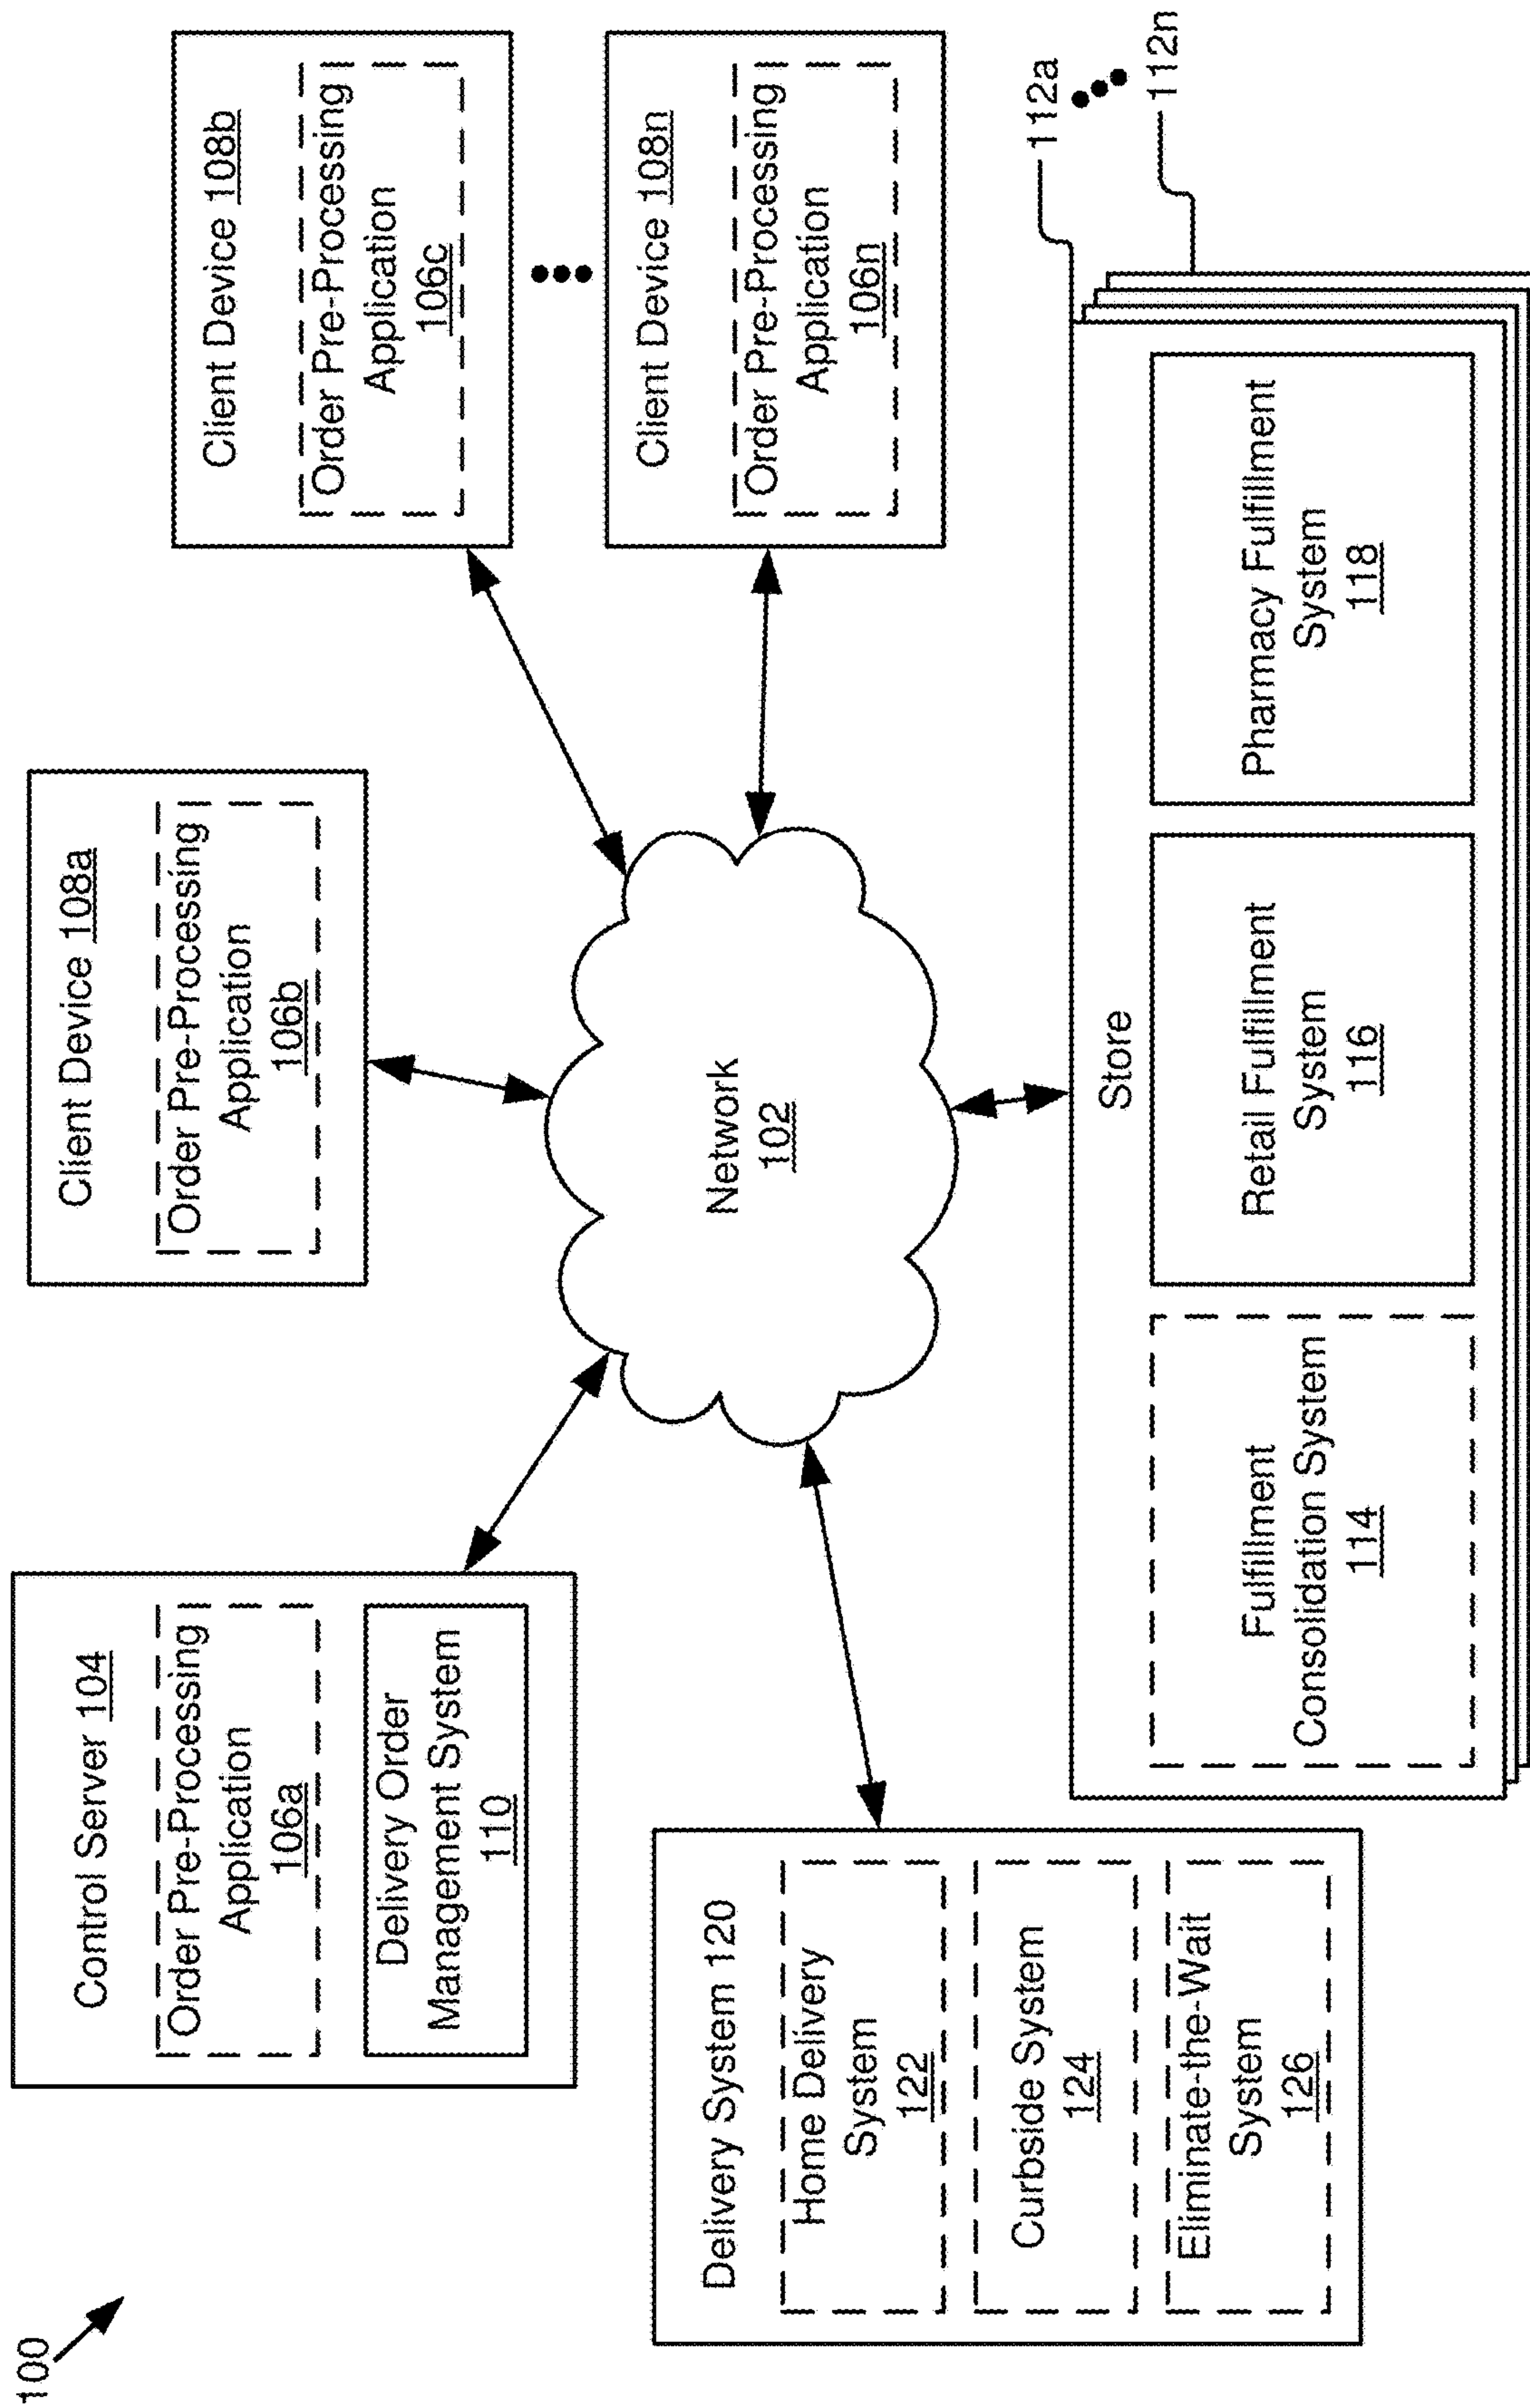 100
Control Server 104
Order Pre-Processing
Application
106a
Delivery Order
Management System
110
Client Device 108a
Order Pre-Processing
Application
106b
Client Device 108b
Order Pre-Processing
Application
106c
Client Device 108n
Order Pre-Processing
Application
106n
Network
102
Delivery System 120
Home Delivery
System
122
Curbside System
124
Eliminate-the-Wait
System
126
112a
112n
Store
Fulfillment
Consolidation System
114
Retail Fulfillment
System
116
Pharmacy Fulfillment
System
118